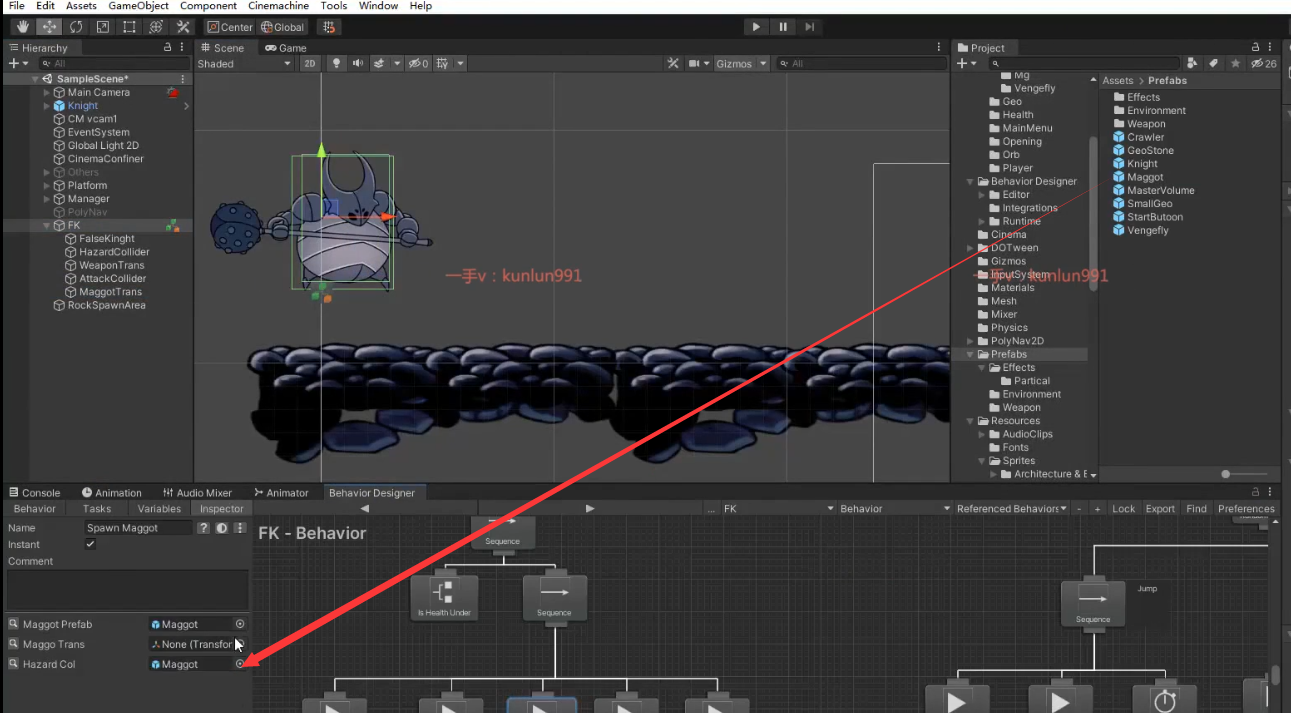 File Edit Assets GameObject Component Cinemachine Tools Window Help
Center Global
Hierarchy
All
SampleScene*
Main Camera
Knight
CM vcam1
EventSystem
Global Light 2D
CinemaConfiner
Others
Platform
Manager
PolyNav
FK
FalseKinght
HazardCollider
WeaponTrans
AttackCollider
MaggotTrans
RockSpawnArea
Scene Game
Shaded 2D 0 Gizmos All
一手v：kunlun991
Project
26
Mg
Vengefly
Geo
Health
MainMenu
Opening
Orb
Player
Behavior Designer
Editor
Integrations
Runtime
Cinema
DOTween
Gizmos
InputSystem
一手v：kunlun991
Materials
Mesh
Mixer
Physics
PolyNav2D
Prefabs
Effects
Partical
Environment
Weapon
Resources
AudioClips
Fonts
Sprites
Architecture & E
Assets > Prefabs
Effects
Environment
Weapon
Crawler
GeoStone
Knight
Maggot
MasterVolume
SmallGeo
StartButoon
Vengefly
Console Animation Audio Mixer Animator Behavior Designer
Behavior Tasks Variables Inspector
... FK Behavior Referenced Behaviors - + Lock Export Find Preferences
Name Spawn Maggot
Instant
Comment
Maggot Prefab Maggot
Maggo Trans None (Transfor
Hazard Col Maggot
FK - Behavior
Sequence
Is Health Under
Sequence
Jump
Sequence